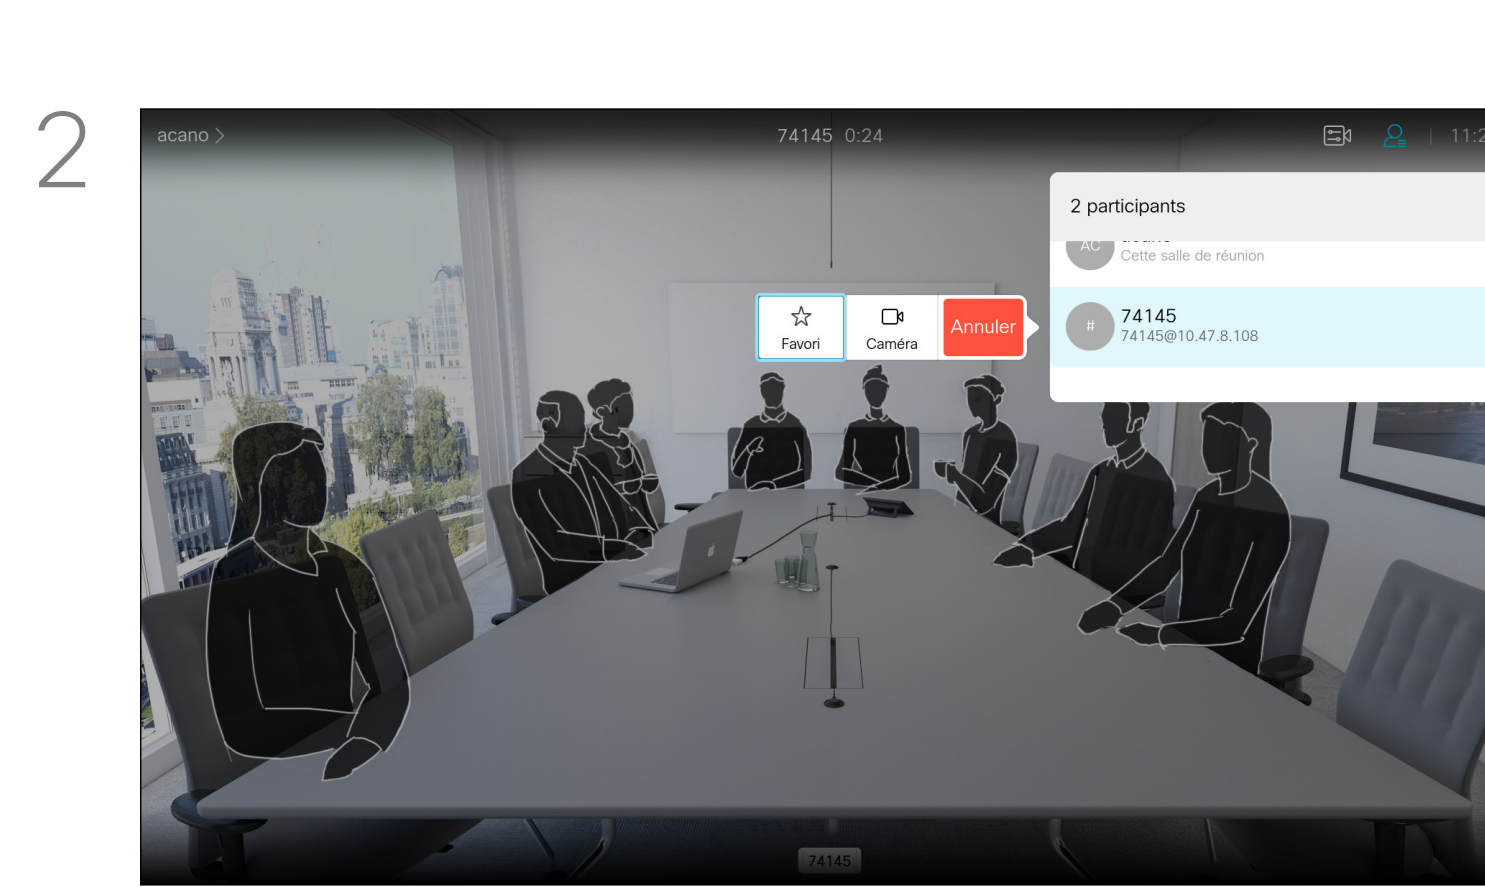 2
acano
74145 0:24
2 participants
AC
Cette salle de réunion
Favori
Caméra
Annuler
#
74145
74145@10.47.8.108
74145